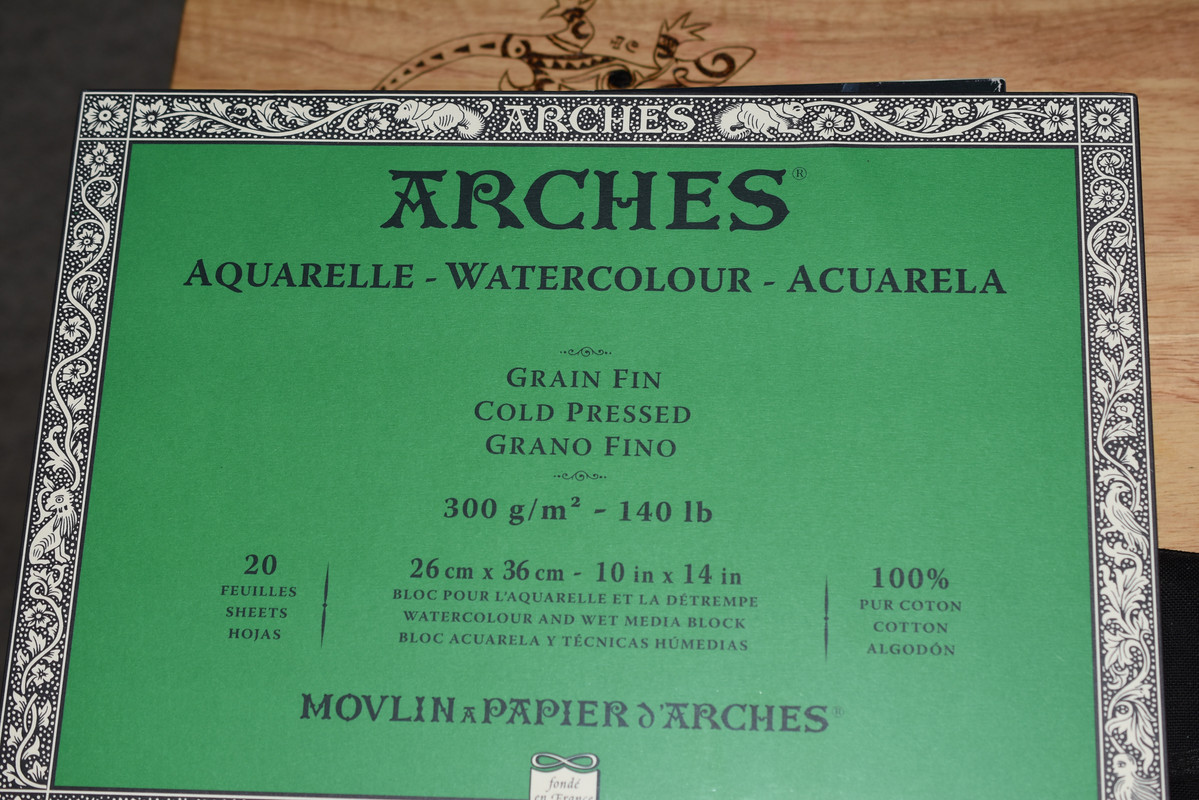 ARCHES
ARCHES®
AQUARELLE - WATERCOLOUR - ACUARELA
GRAIN FIN
COLD PRESSED
GRANO FINO
300 g/m² - 140 lb
20
FEUILLES
SHEETS
HOJAS
26 cm x 36 cm - 10 in x 14 in
BLOC POUR L'AQUARELLE ET LA DÉTREMPE
WATERCOLOUR AND WET MEDIA BLOCK
BLOC ACUARELA Y TÉCNICAS HÚMEDIAS
100%
PUR COTON
COTTON
ALGODÓN
MOVLIN A PAPIER d'ARCHES®
fondé
en France